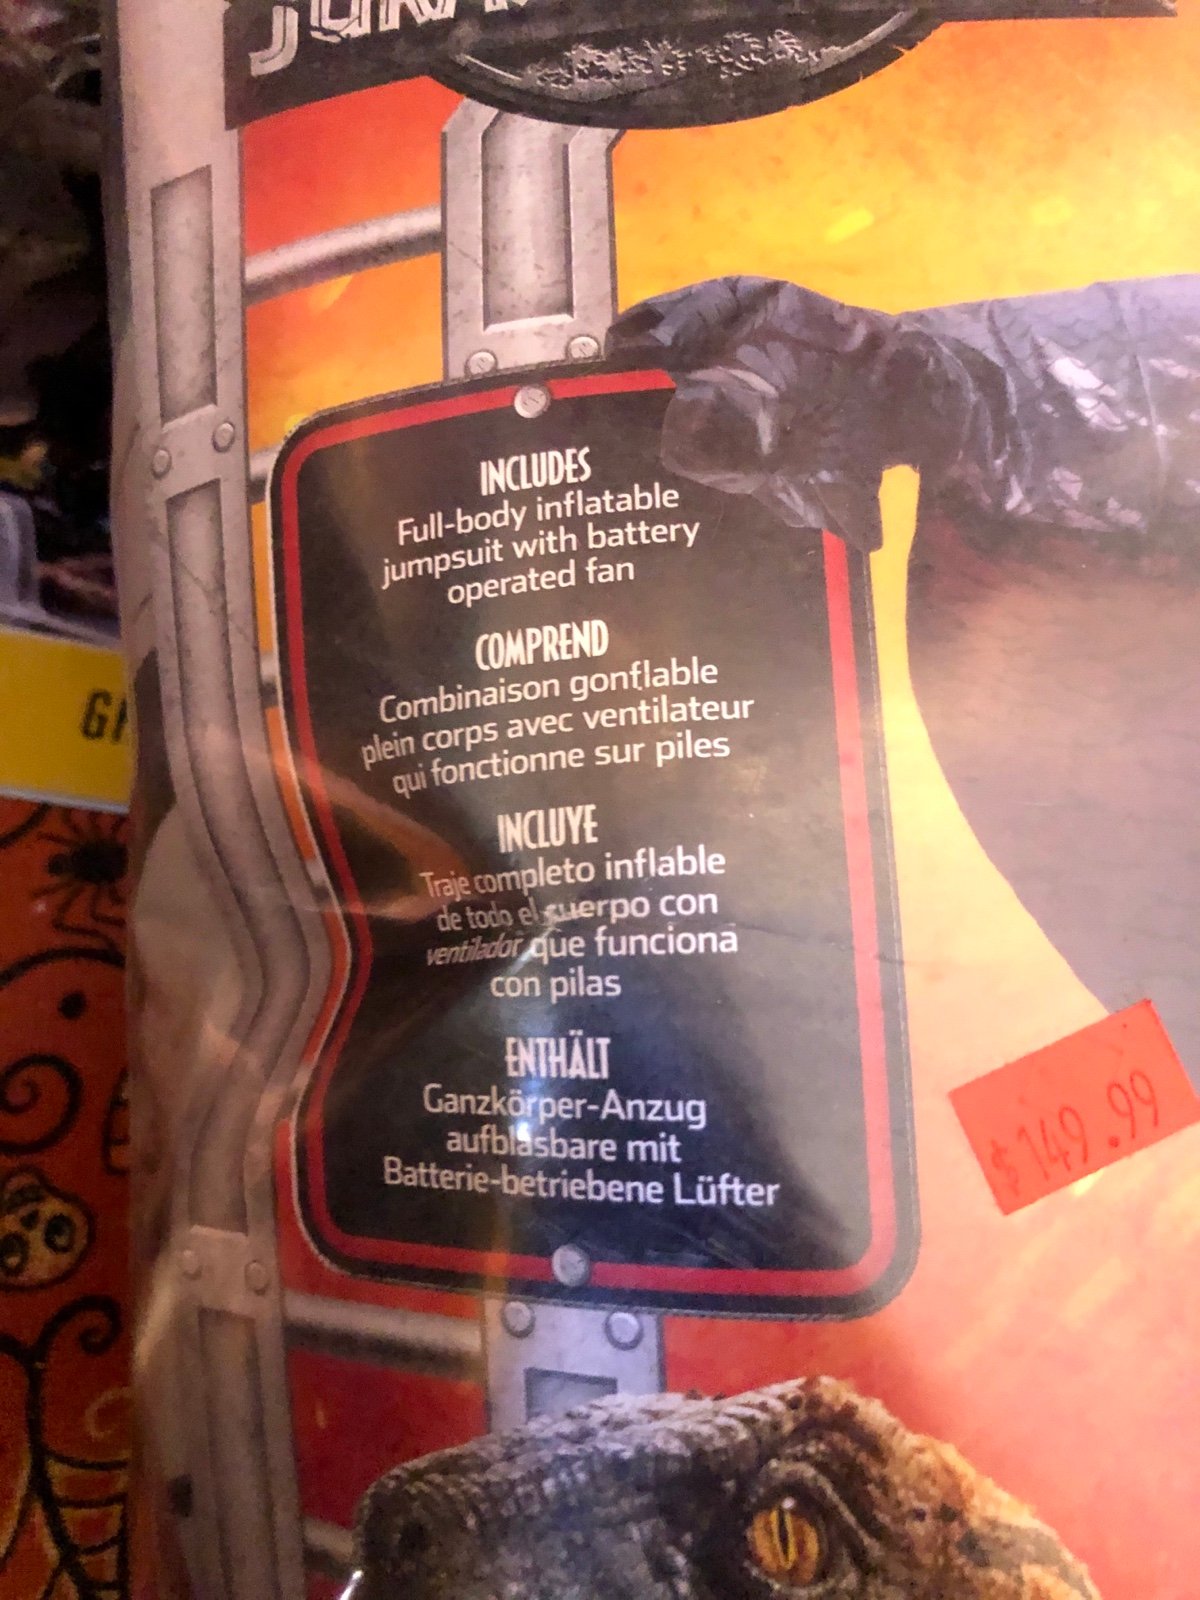 INCLUDES
Full-body inflatable
jumpsuit with battery
operated fan
COMPREND
Combinaison gonflable
plein corps avec ventilateur
qui fonctionne sur piles
INCLUYE
Traje completo inflable
de todo el cuerpo con
ventilador que funciona
con pilas
ENTHÄLT
Ganzkörper-Anzug
aufblasbare mit
Batterie-betriebene Lüfter
$149.99